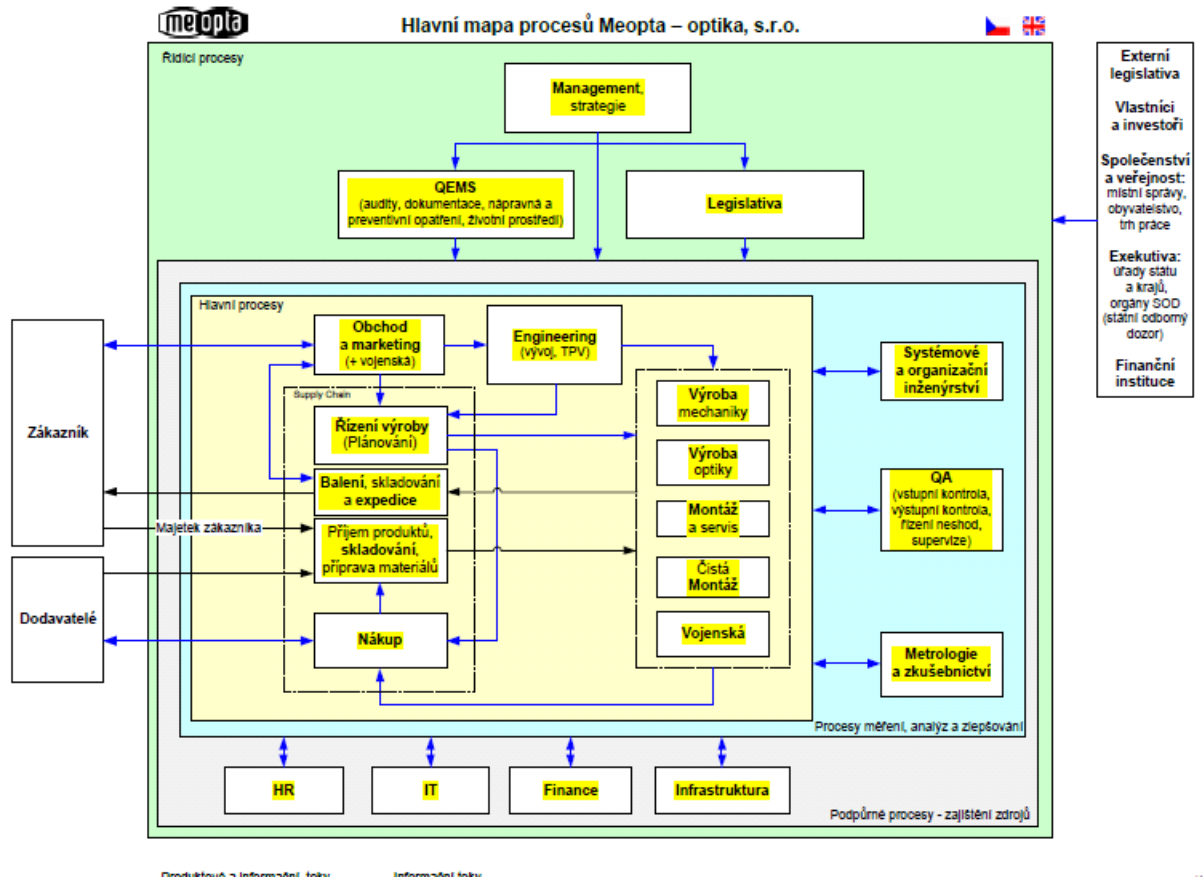 meopta
Hlavní mapa procesů Meopta – optika, s.r.o.
Řídicí procesy
Management,
strategie
QEMS
(audity, dokumentace, nápravná a
preventivní opatření, životní prostředí)
Legislativa
Externí
legislativa
Vlastníci
a investoři
Společenství
a veřejnost:
místní správy,
obyvatelstvo,
trh práce
Exekutiva:
úřady státu
a krajů,
orgány SOD
(státní odborný
dozor)
Finanční
instituce
Hlavní procesy
Obchod
a marketing
(+ vojenská)
Engineering
(vývoj, TPV)
Supply Chain
Řízení výroby
(Plánování)
Balení, skladování
a expedice
Příjem produktů,
skladování,
příprava materiálů
Nákup
Výroba
mechaniky
Výroba
optiky
Montáž
a servis
Čistá
Montáž
Vojenská
Zákazník
Majetek zákazníka
Dodavatelé
Systémové
a organizační
inženýrství
QA
(vstupní kontrola,
výstupní kontrola,
řízení neshod,
supervize)
Metrologie
a zkušebnictví
Procesy měření, analýz a zlepšování
HR
IT
Finance
Infrastruktura
Podpůrné procesy - zajištění zdrojů
Produktové a informační toky
Informační toky